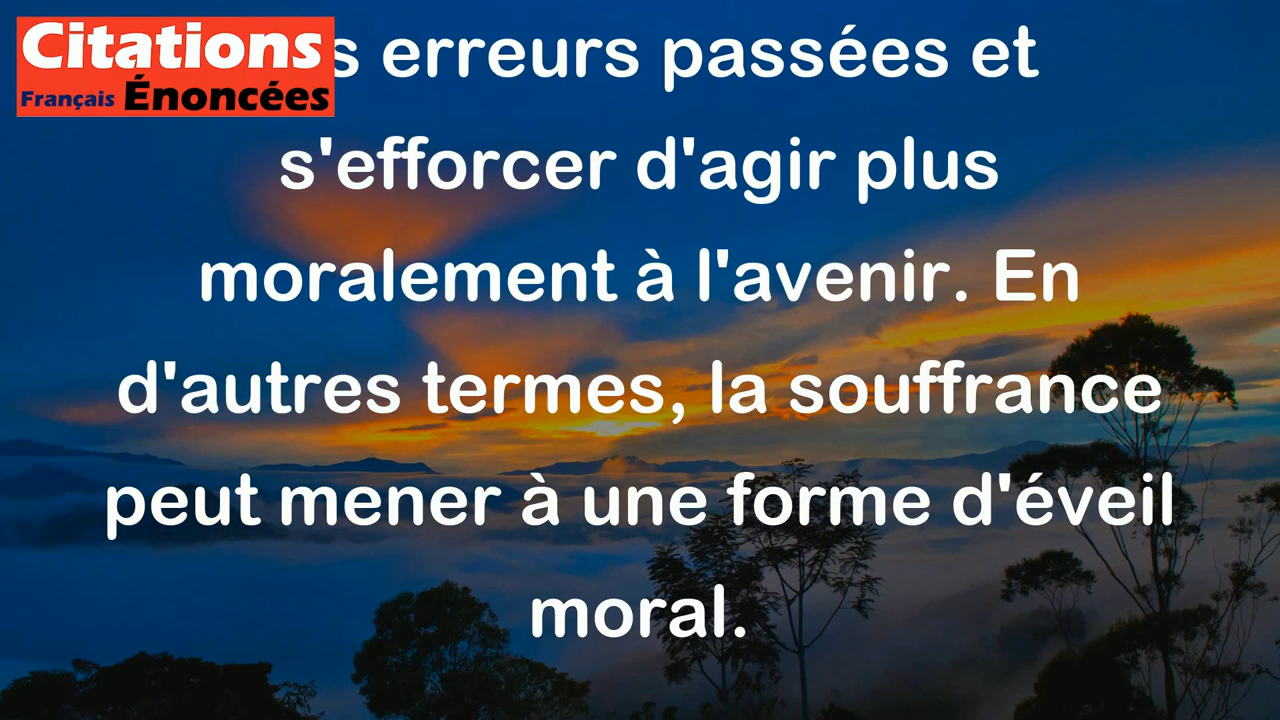 Citations
Français Énoncées
erreurs passées et
s'efforcer d'agir plus
moralement à l'avenir. En
d'autres termes, la souffrance
peut mener à une forme d'éveil
moral.